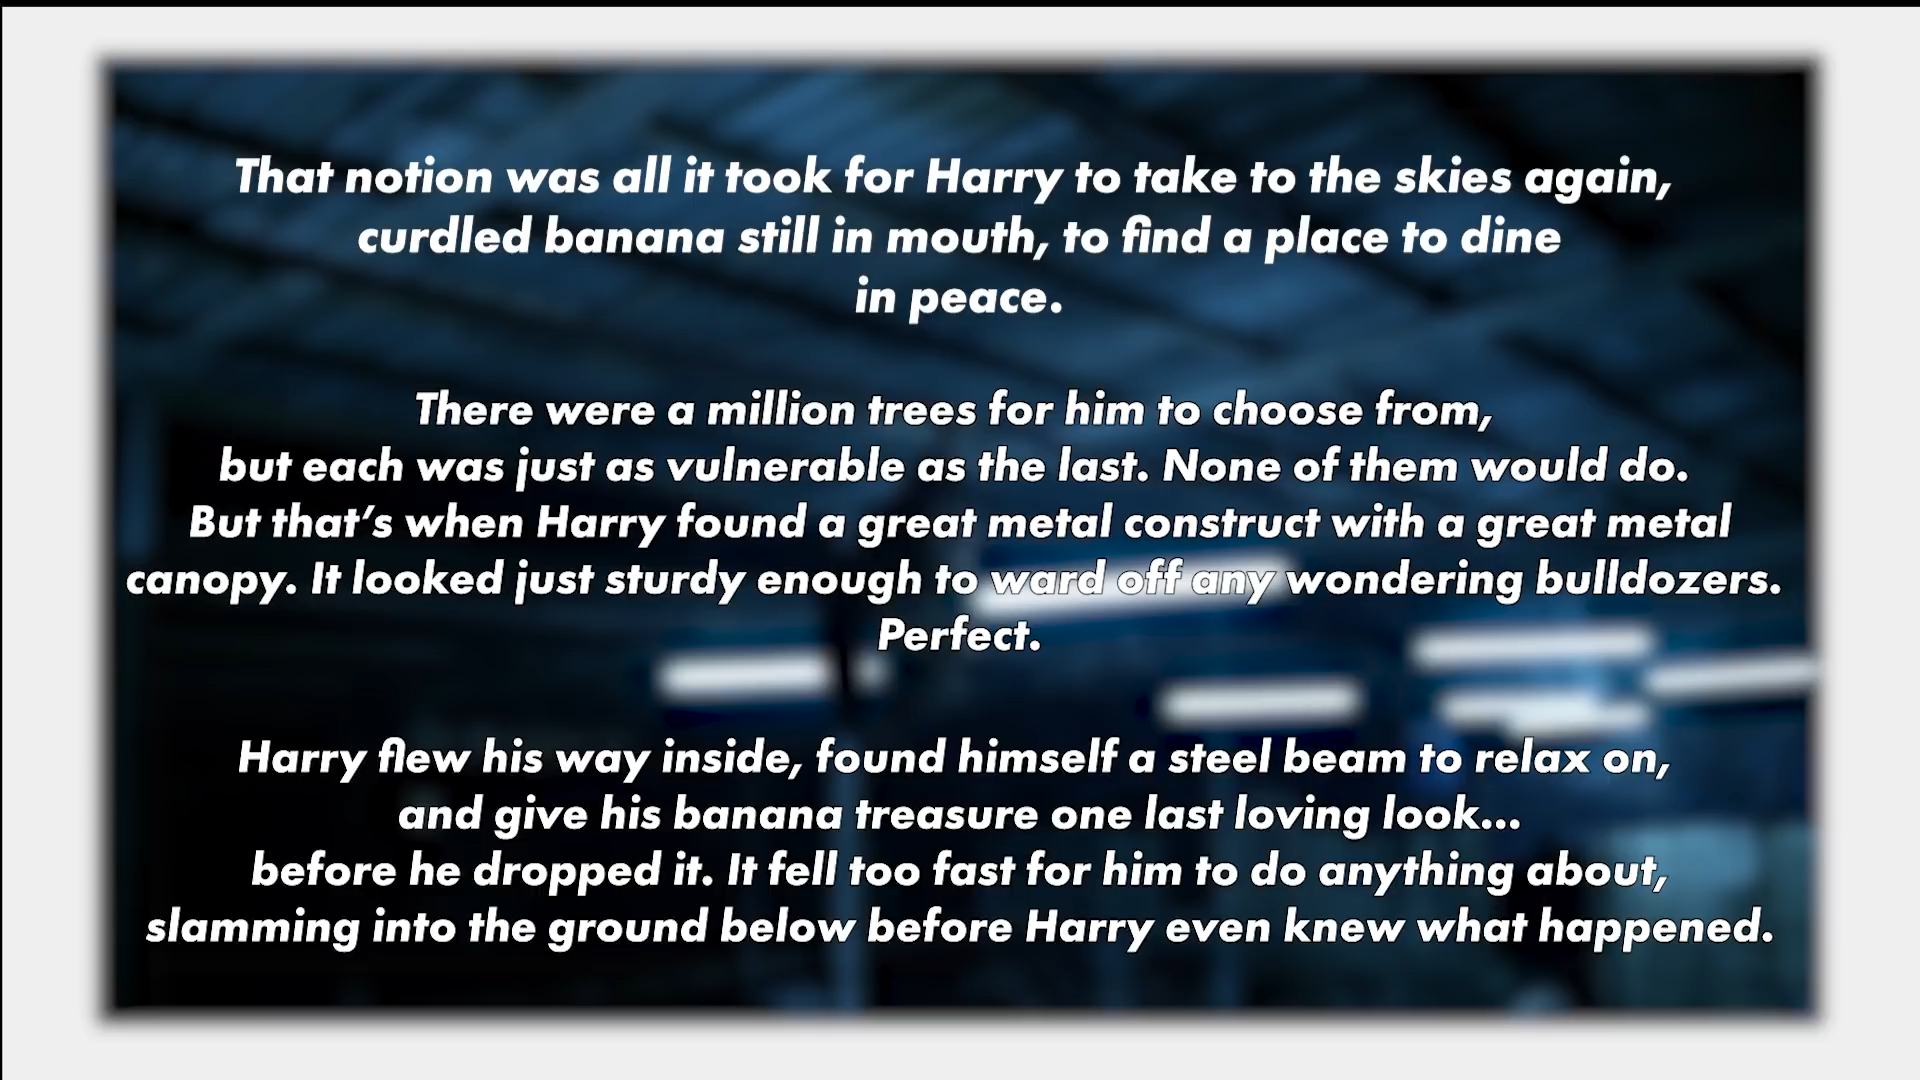 That notion was all it took for Harry to take to the skies again,
curdled banana still in mouth, to find a place to dine
in peace.
There were a million trees for him to choose from,
but each was just as vulnerable as the last. None of them would do.
But that’s when Harry found a great metal construct with a great metal
canopy. It looked just sturdy enough to ward off any wondering bulldozers.
Perfect.
Harry flew his way inside, found himself a steel beam to relax on,
and give his banana treasure one last loving look...
before he dropped it. It fell too fast for him to do anything about,
slamming into the ground below before Harry even knew what happened.